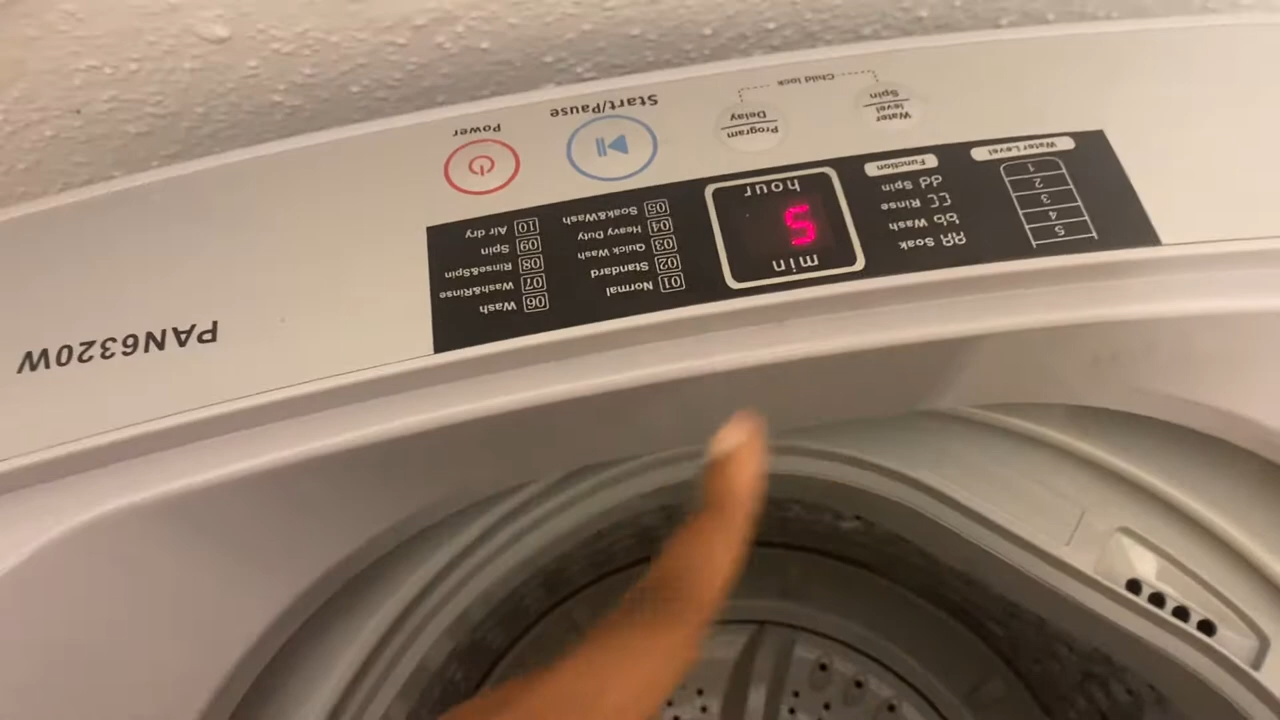 Water Level
5
4
3
2
1
AA Soak
bb Wash
CC Rinse
dd Spin
Function
min
5
hour
01 Normal
02 Standard
03 Quick Wash
04 Heavy Duty
05 Soak&Wash
06 Wash
07 Wash&Rinse
08 Rinse&Spin
09 Spin
10 Air dry
Water
level
Spin
Child lock
Program
Delay
Start/Pause
Power
PAN6320W